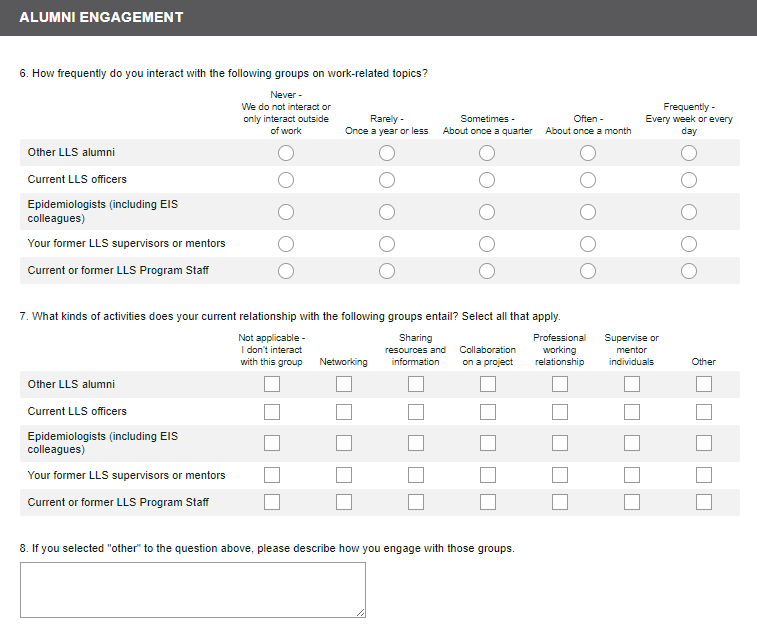 ALUMNI ENGAGEMENT
6. How frequently do you interact with the following groups on work-related topics?
Never -
We do not interact or
only interact outside
of work
Rarely -
Once a year or less
Sometimes -
About once a quarter
Often -
About once a month
Frequently -
Every week or every
day
Other LLS alumni
Current LLS officers
Epidemiologists (including EIS
colleagues)
Your former LLS supervisors or mentors
Current or former LLS Program Staff
7. What kinds of activities does your current relationship with the following groups entail? Select all that apply.
Not applicable -
I don't interact
with this group
Networking
Sharing
resources and
information
Collaboration
on a project
Professional
working
relationship
Supervise or
mentor
individuals
Other
Other LLS alumni
Current LLS officers
Epidemiologists (including EIS
colleagues)
Your former LLS supervisors or mentors
Current or former LLS Program Staff
8. If you selected "other" to the question above, please describe how you engage with those groups.